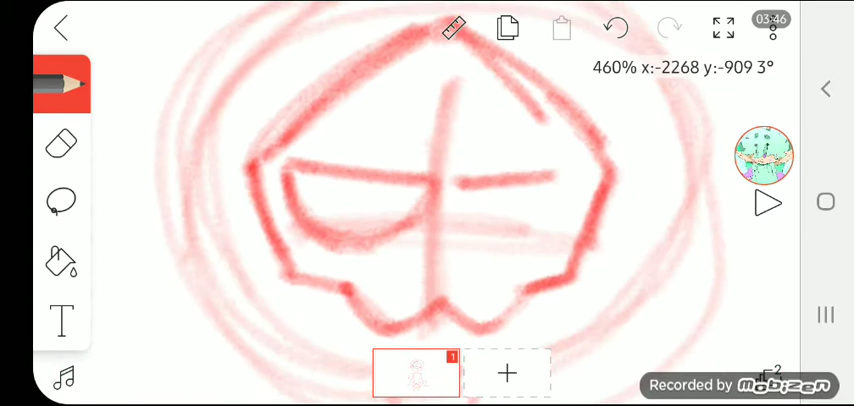 03:46
460% x:-2268 y:-909 3°
T
1
+
2
Recorded by mobizen